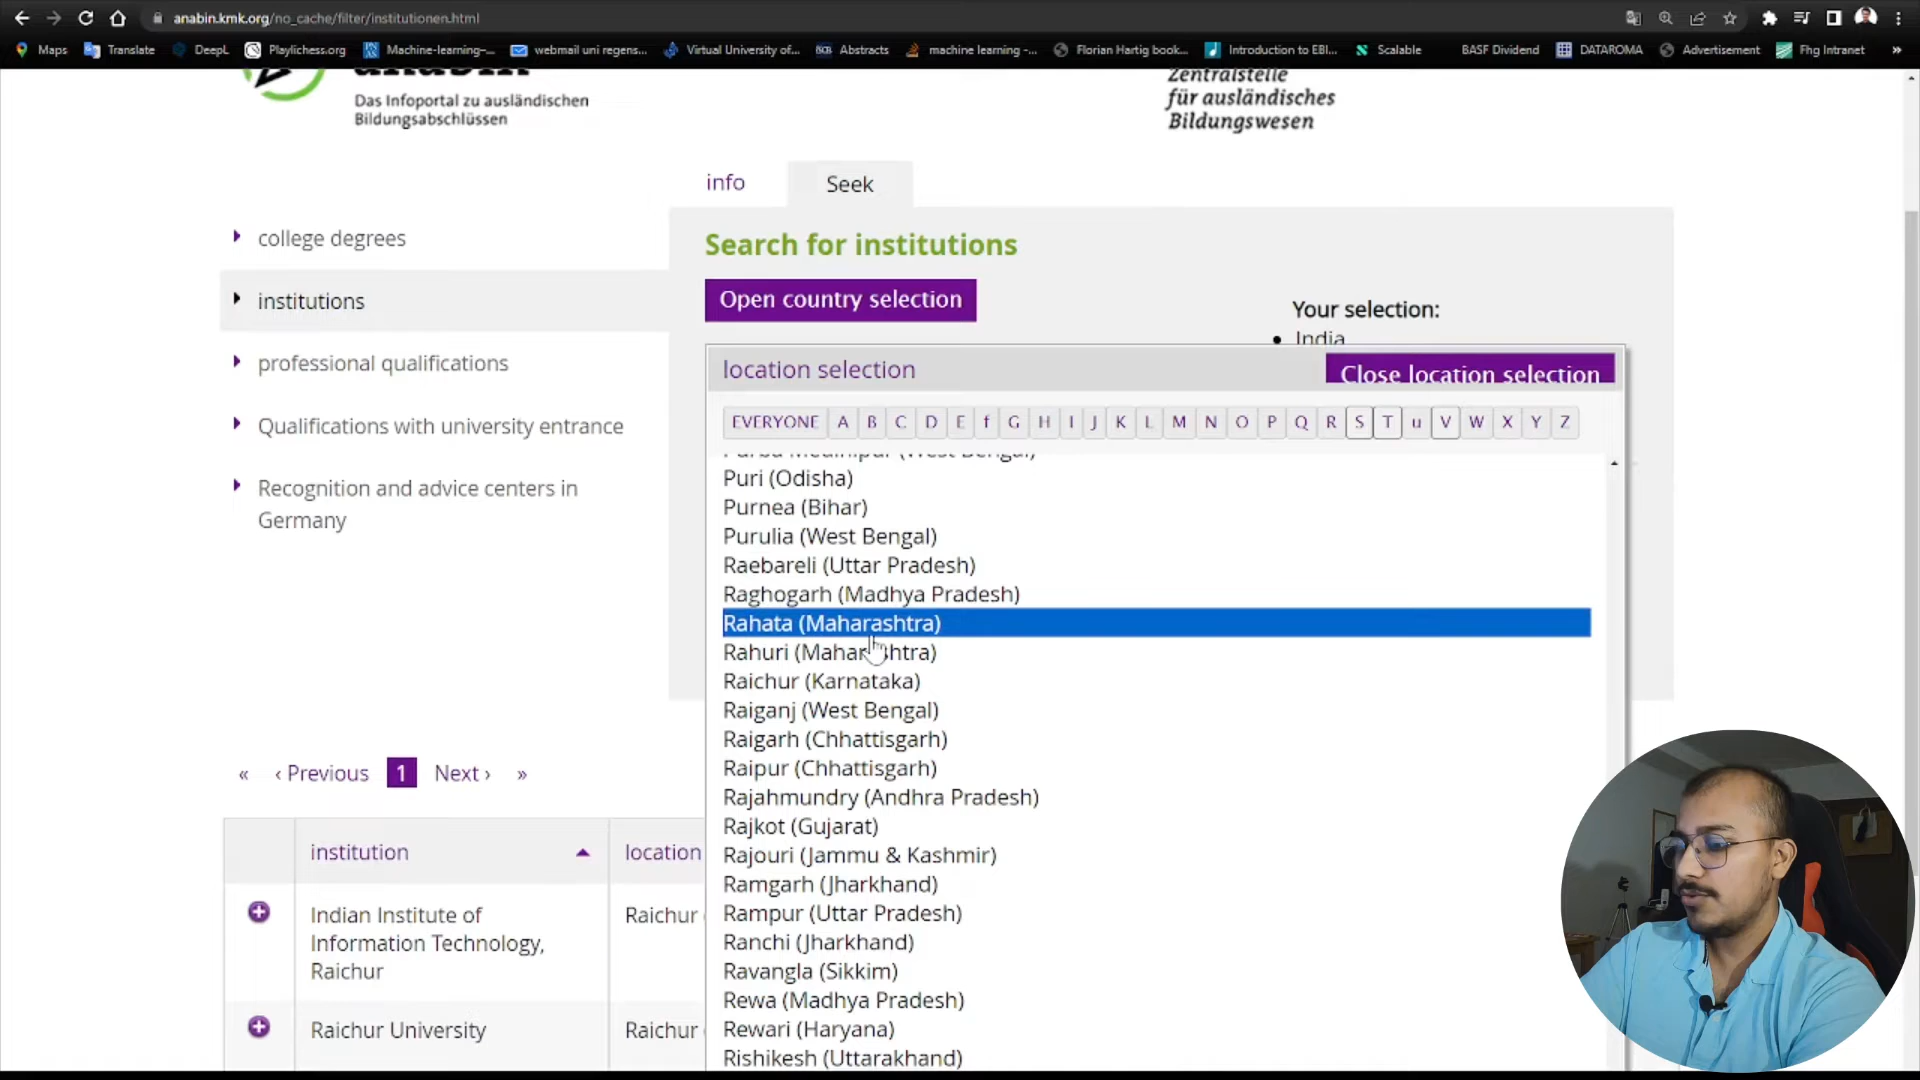 anabin.kmk.org/no_cache/filter/institutionen.html
Maps Translate DeepL Playlichess.org Machine-learning-... webmail uni regens... Virtual University of... Abstracts machine learning -... Florian Hartig book... Introduction to EBI... Scalable BASF Dividend DATAROMA Advertisement Fhg Intranet »
anabin
Das Infoportal zu ausländischen
Bildungsabschlüssen
Zentralstelle
für ausländisches
Bildungswesen
info
Seek
college degrees
institutions
professional qualifications
Qualifications with university entrance
Recognition and advice centers in
Germany
Search for institutions
Open country selection
Your selection:
India
location selection
Close location selection
EVERYONE A B C D E f G H I J K L M N O P Q R S T u V W X Y Z
Purba Medinipur (West Bengal)
Puri (Odisha)
Purnea (Bihar)
Purulia (West Bengal)
Raebareli (Uttar Pradesh)
Raghogarh (Madhya Pradesh)
Rahata (Maharashtra)
Rahuri (Maharashtra)
Raichur (Karnataka)
Raiganj (West Bengal)
Raigarh (Chhattisgarh)
Raipur (Chhattisgarh)
Rajahmundry (Andhra Pradesh)
Rajkot (Gujarat)
Rajouri (Jammu & Kashmir)
Ramgarh (Jharkhand)
Rampur (Uttar Pradesh)
Ranchi (Jharkhand)
Ravangla (Sikkim)
Rewa (Madhya Pradesh)
Rewari (Haryana)
Rishikesh (Uttarakhand)
« ‹ Previous 1 Next › »
institution location
Indian Institute of
Information Technology,
Raichur
Raichur
Raichur University
Raichur